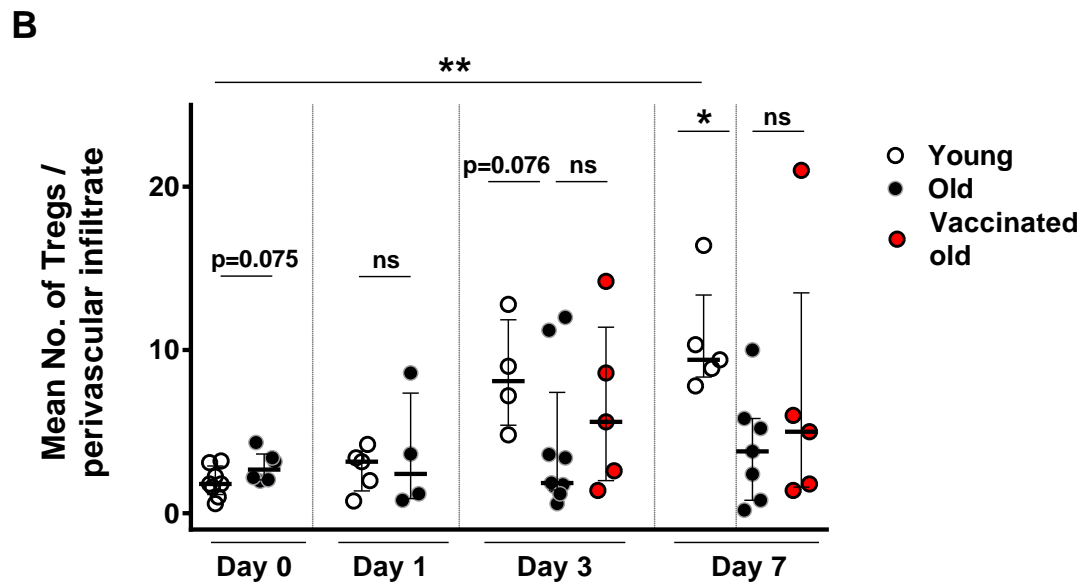 B
**
Mean No. of Tregs /
perivascular infiltrate
20
10
0
p=0.075
ns
p=0.076
ns
*
ns
Young
Old
Vaccinated
old
Day 0
Day 1
Day 3
Day 7